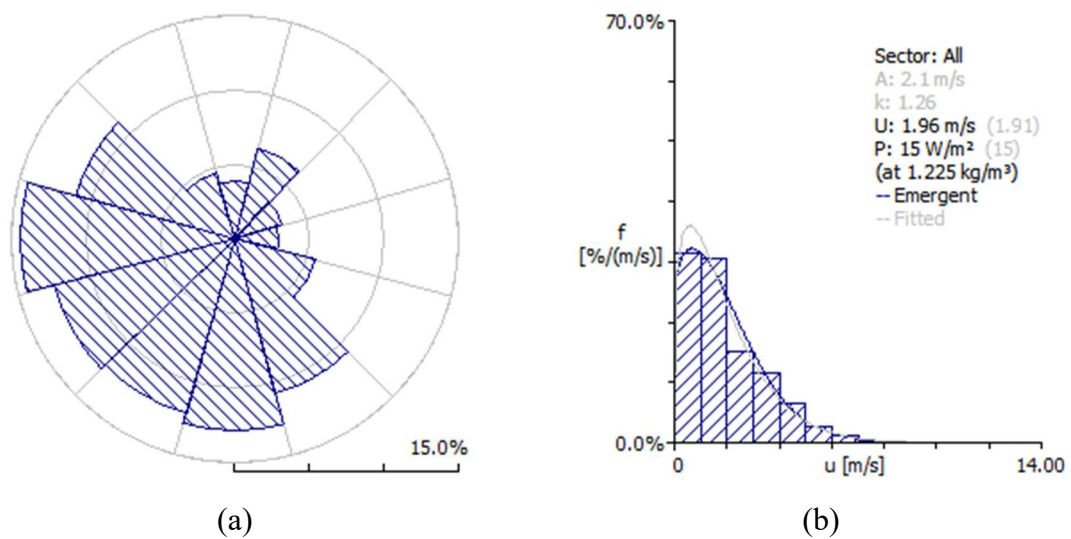 15.0%
(a)
70.0%
f
[%/(m/s)]
0.0%
0
u [m/s]
14.00
Sector: All
A: 2.1 m/s
k: 1.26
U: 1.96 m/s (1.91)
P: 15 W/m² (15)
(at 1.225 kg/m³)
Emergent
Fitted
(b)